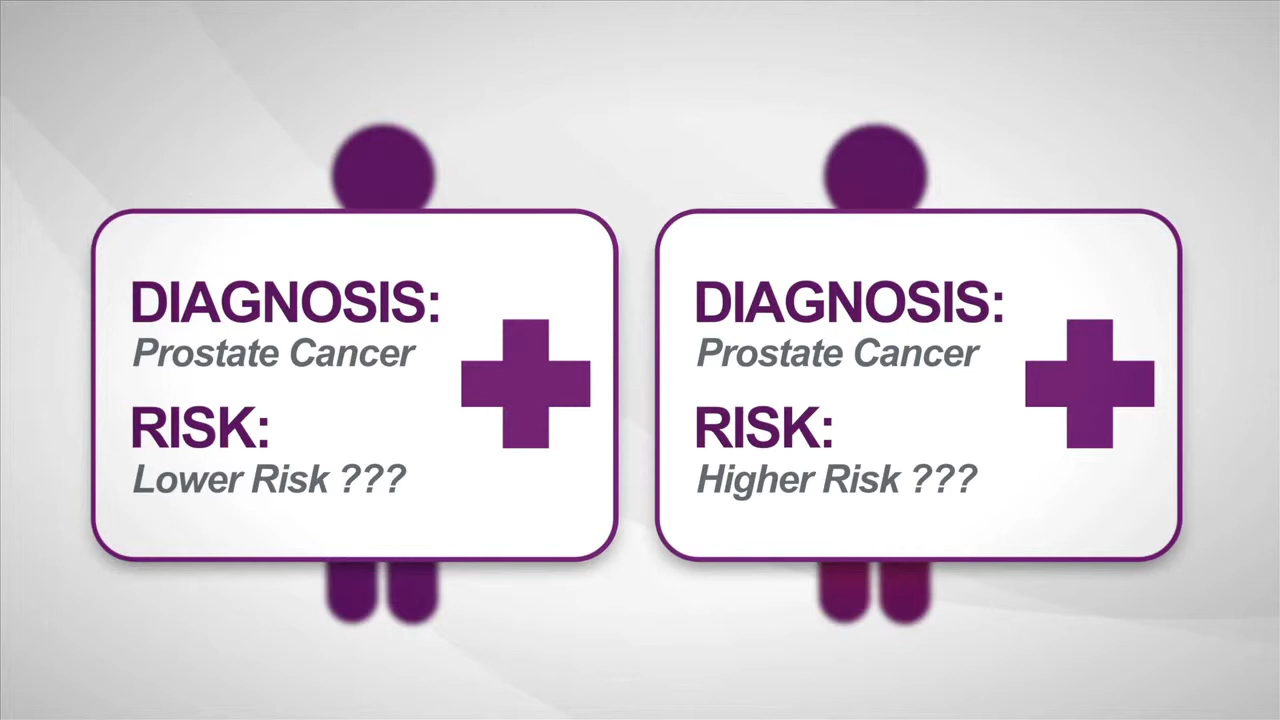 DIAGNOSIS:
Prostate Cancer
RISK:
Lower Risk ???
DIAGNOSIS:
Prostate Cancer
RISK:
Higher Risk ???